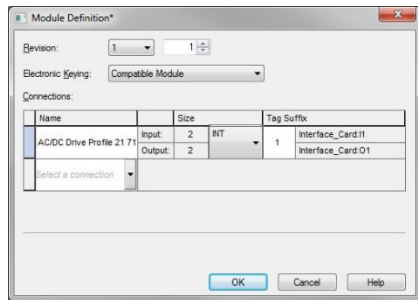 Module Definition*
Revision: 1 1
Electronic Keying: Compatible Module
Connections:
Name Size Tag Suffix
AC/DC Drive Profile 21 71 Input: 2 INT 1 Interface_Card:I1
Output: 2 Interface_Card:O1
Select a connection
OK Cancel Help